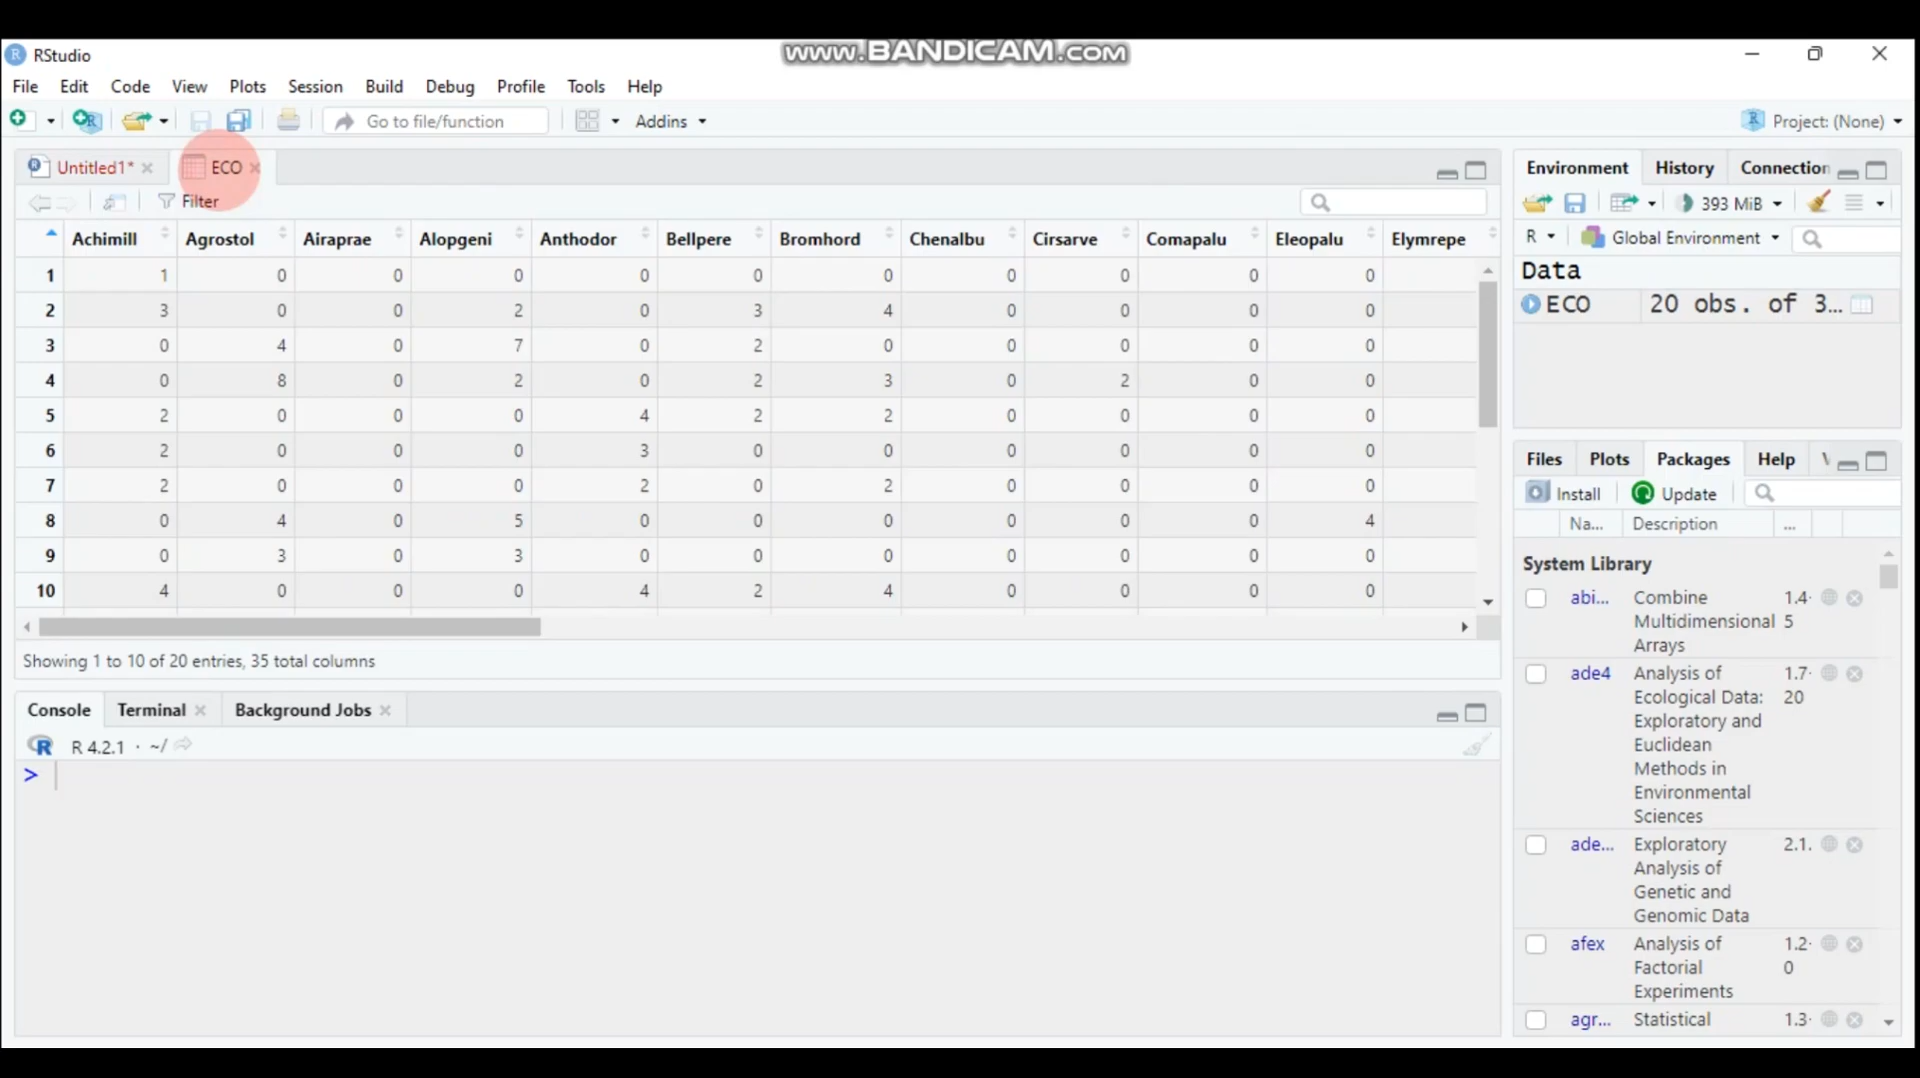 www.BANDICAM.com
RStudio
File Edit Code View Plots Session Build Debug Profile Tools Help
Go to file/function Addins Project: (None)
Untitled1* ECO
Filter
Achimill Agrostol Airaprae Alopgeni Anthodor Bellpere Bromhord Chenalbu Cirsarve Comapalu Eleopalu Elymrepe
1 1 0 0 0 0 0 0 0 0 0 0
2 3 0 0 2 0 3 4 0 0 0 0
3 0 4 0 7 0 2 0 0 0 0 0
4 0 8 0 2 0 2 3 0 2 0 0
5 2 0 0 0 4 2 2 0 0 0 0
6 2 0 0 0 3 0 0 0 0 0 0
7 2 0 0 0 2 0 2 0 0 0 0
8 0 4 0 5 0 0 0 0 0 0 4
9 0 3 0 3 0 0 0 0 0 0 0
10 4 0 0 0 4 2 4 0 0 0 0
Showing 1 to 10 of 20 entries, 35 total columns
Console Terminal Background Jobs
R 4.2.1 · ~/
>
Environment History Connection
393 MiB
R Global Environment
Data
ECO 20 obs. of 3...
Files Plots Packages Help V
Install Update
Na... Description ...
System Library
abi... Combine 1.4-
Multidimensional 5
Arrays
ade4 Analysis of 1.7-
Ecological Data: 20
Exploratory and
Euclidean
Methods in
Environmental
Sciences
ade... Exploratory 2.1.
Analysis of
Genetic and
Genomic Data
afex Analysis of 1.2-
Factorial 0
Experiments
agr... Statistical 1.3-